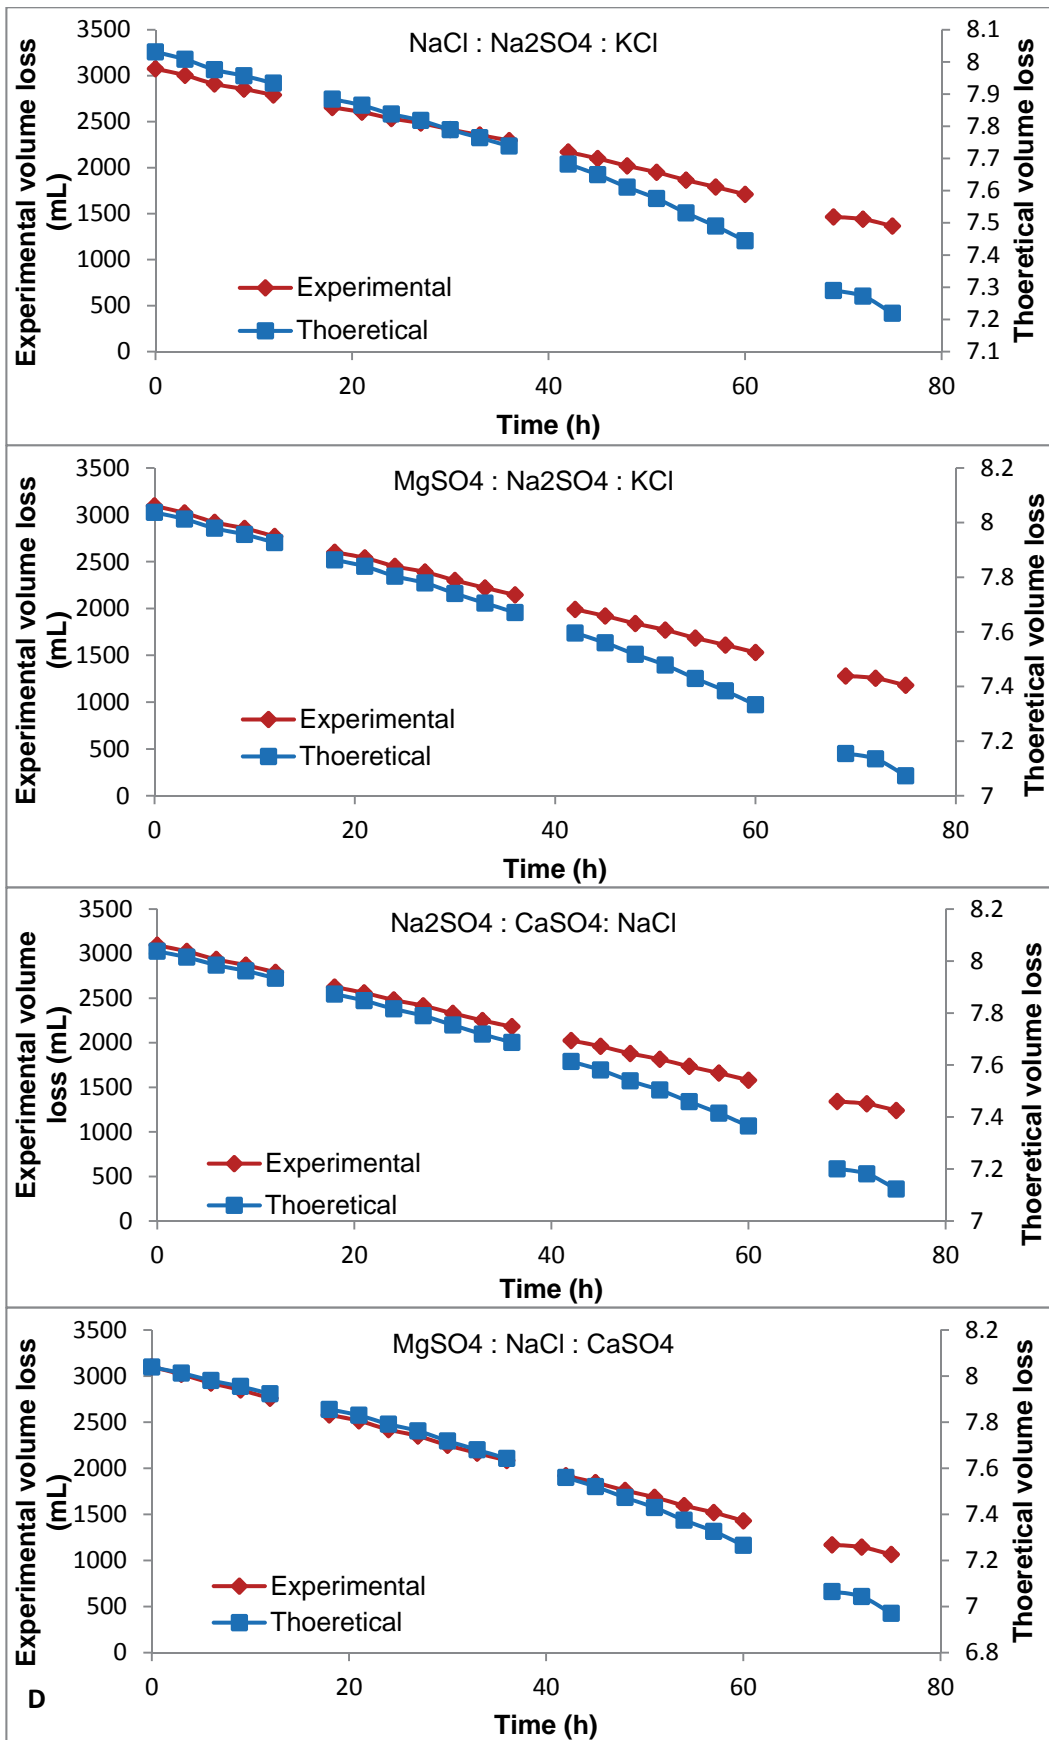 NaCl : Na2SO4 : KCl
Experimental volume loss
(mL)
3500
3000
2500
2000
1500
1000
500
0
8.1
8
7.9
7.8
7.7
7.6
7.5
7.4
7.3
7.2
7.1
Thoeretical volume loss
Experimental
Thoeretical
0 20 40 60 80
Time (h)
MgSO4 : Na2SO4 : KCl
Experimental volume loss
(mL)
3500
3000
2500
2000
1500
1000
500
0
8.2
8
7.8
7.6
7.4
7.2
7
Thoeretical volume loss
Experimental
Thoeretical
0 20 40 60 80
Time (h)
Na2SO4 : CaSO4: NaCl
Experimental volume
loss (mL)
3500
3000
2500
2000
1500
1000
500
0
8.2
8
7.8
7.6
7.4
7.2
7
Thoeretical volume loss
Experimental
Thoeretical
0 20 40 60 80
Time (h)
MgSO4 : NaCl : CaSO4
Experimental volume loss
(mL)
3500
3000
2500
2000
1500
1000
500
0
8.2
8
7.8
7.6
7.4
7.2
7
6.8
Thoeretical volume loss
Experimental
Thoeretical
0 20 40 60 80
Time (h)
D